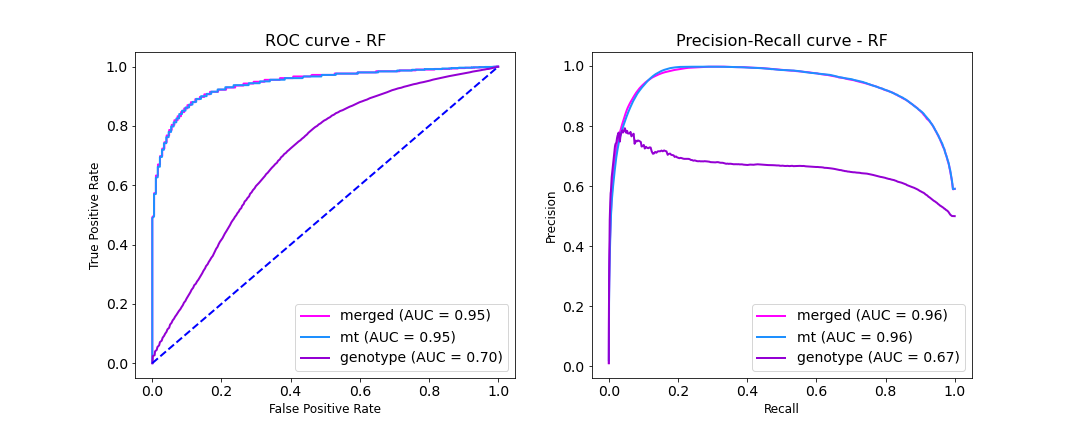 ROC curve - RF
True Positive Rate
1.0
0.8
0.6
0.4
0.2
0.0
merged (AUC = 0.95)
mt (AUC = 0.95)
genotype (AUC = 0.70)
0.0 0.2 0.4 0.6 0.8 1.0
False Positive Rate
Precision-Recall curve - RF
Precision
1.0
0.8
0.6
0.4
0.2
0.0
merged (AUC = 0.96)
mt (AUC = 0.96)
genotype (AUC = 0.67)
0.0 0.2 0.4 0.6 0.8 1.0
Recall